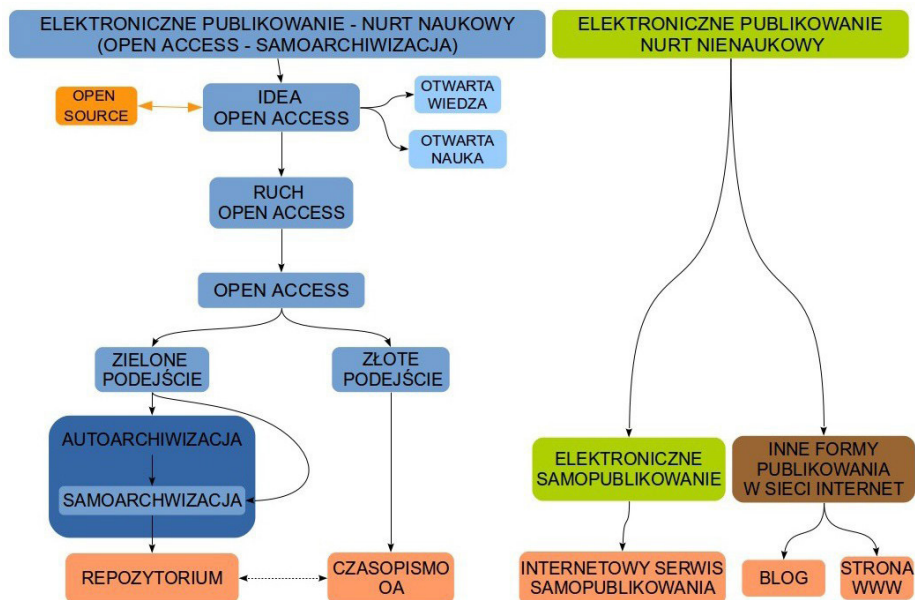 ELEKTRONICZNE PUBLIKOWANIE - NURT NAUKOWY
(OPEN ACCESS - SAMOARCHIWIZACJA)
ELEKTRONICZNE PUBLIKOWANIE
NURT NIENAUKOWY
OPEN
SOURCE
IDEA
OPEN ACCESS
OTWARTA
WIEDZA
OTWARTA
NAUKA
RUCH
OPEN ACCESS
OPEN ACCESS
ZIELONE
PODEJŚCIE
ZŁOTE
PODEJŚCIE
AUTOARCHIWIZACJA
SAMOARCHWIZACJA
ELEKTRONICZNE
SAMOPUBLIKOWANIE
INNE FORMY
PUBLIKOWANIA
W SIECI INTERNET
REPOZYTORIUM
CZASOPISMO
OA
INTERNETOWY SERWIS
SAMOPUBLIKOWANIA
BLOG
STRONA
WWW